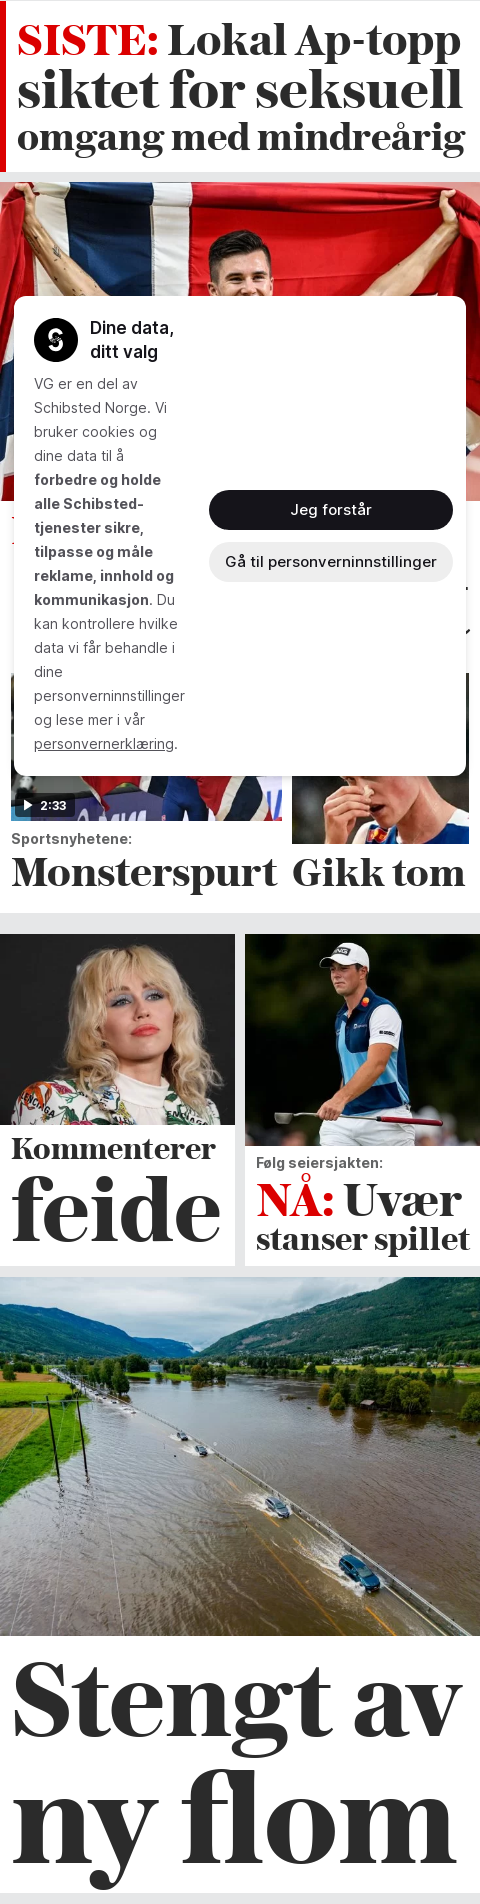 SISTE: Lokal Ap-topp
siktet for seksuell
omgang med mindreårig
Dine data,
ditt valg
VG er en del av
Schibsted Norge. Vi
bruker cookies og
dine data til å
forbedre og holde
alle Schibsted-
tjenester sikre,
tilpasse og måle
reklame, innhold og
kommunikasjon. Du
kan kontrollere hvilke
data vi får behandle i
dine
personverninnstillinger
og lese mer i vår
personvernerklæring.
Jeg forstår
Gå til personverninnstillinger
2:33
Sportsnyhetene:
Monsterspurt
Gikk tom
Kommenterer
feide
Følg seiersjakten:
NÅ: Uvær
stanser spillet
Stengt av
ny flom